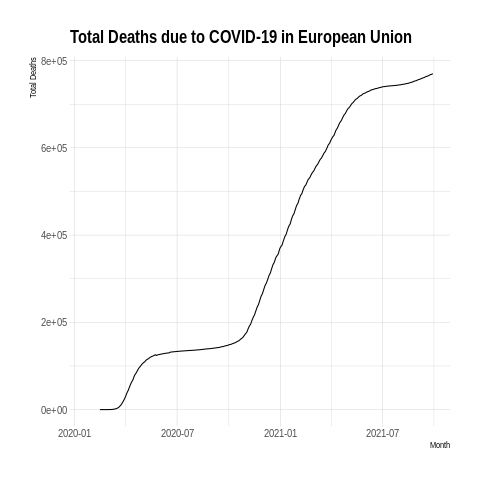 Total Deaths due to COVID-19 in European Union
Total Deaths
8e+05
6e+05
4e+05
2e+05
0e+00
2020-01 2020-07 2021-01 2021-07
Month